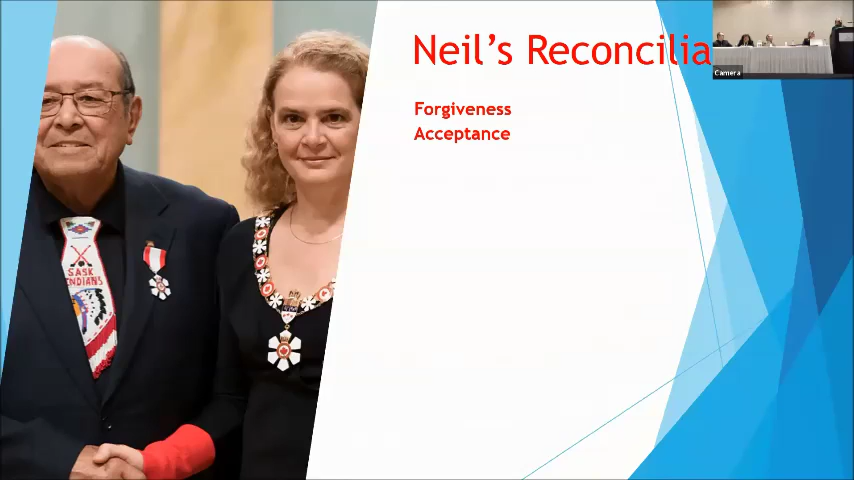 Neil's Reconcilia
Forgiveness
Acceptance
SASK
INDIANS
Camera